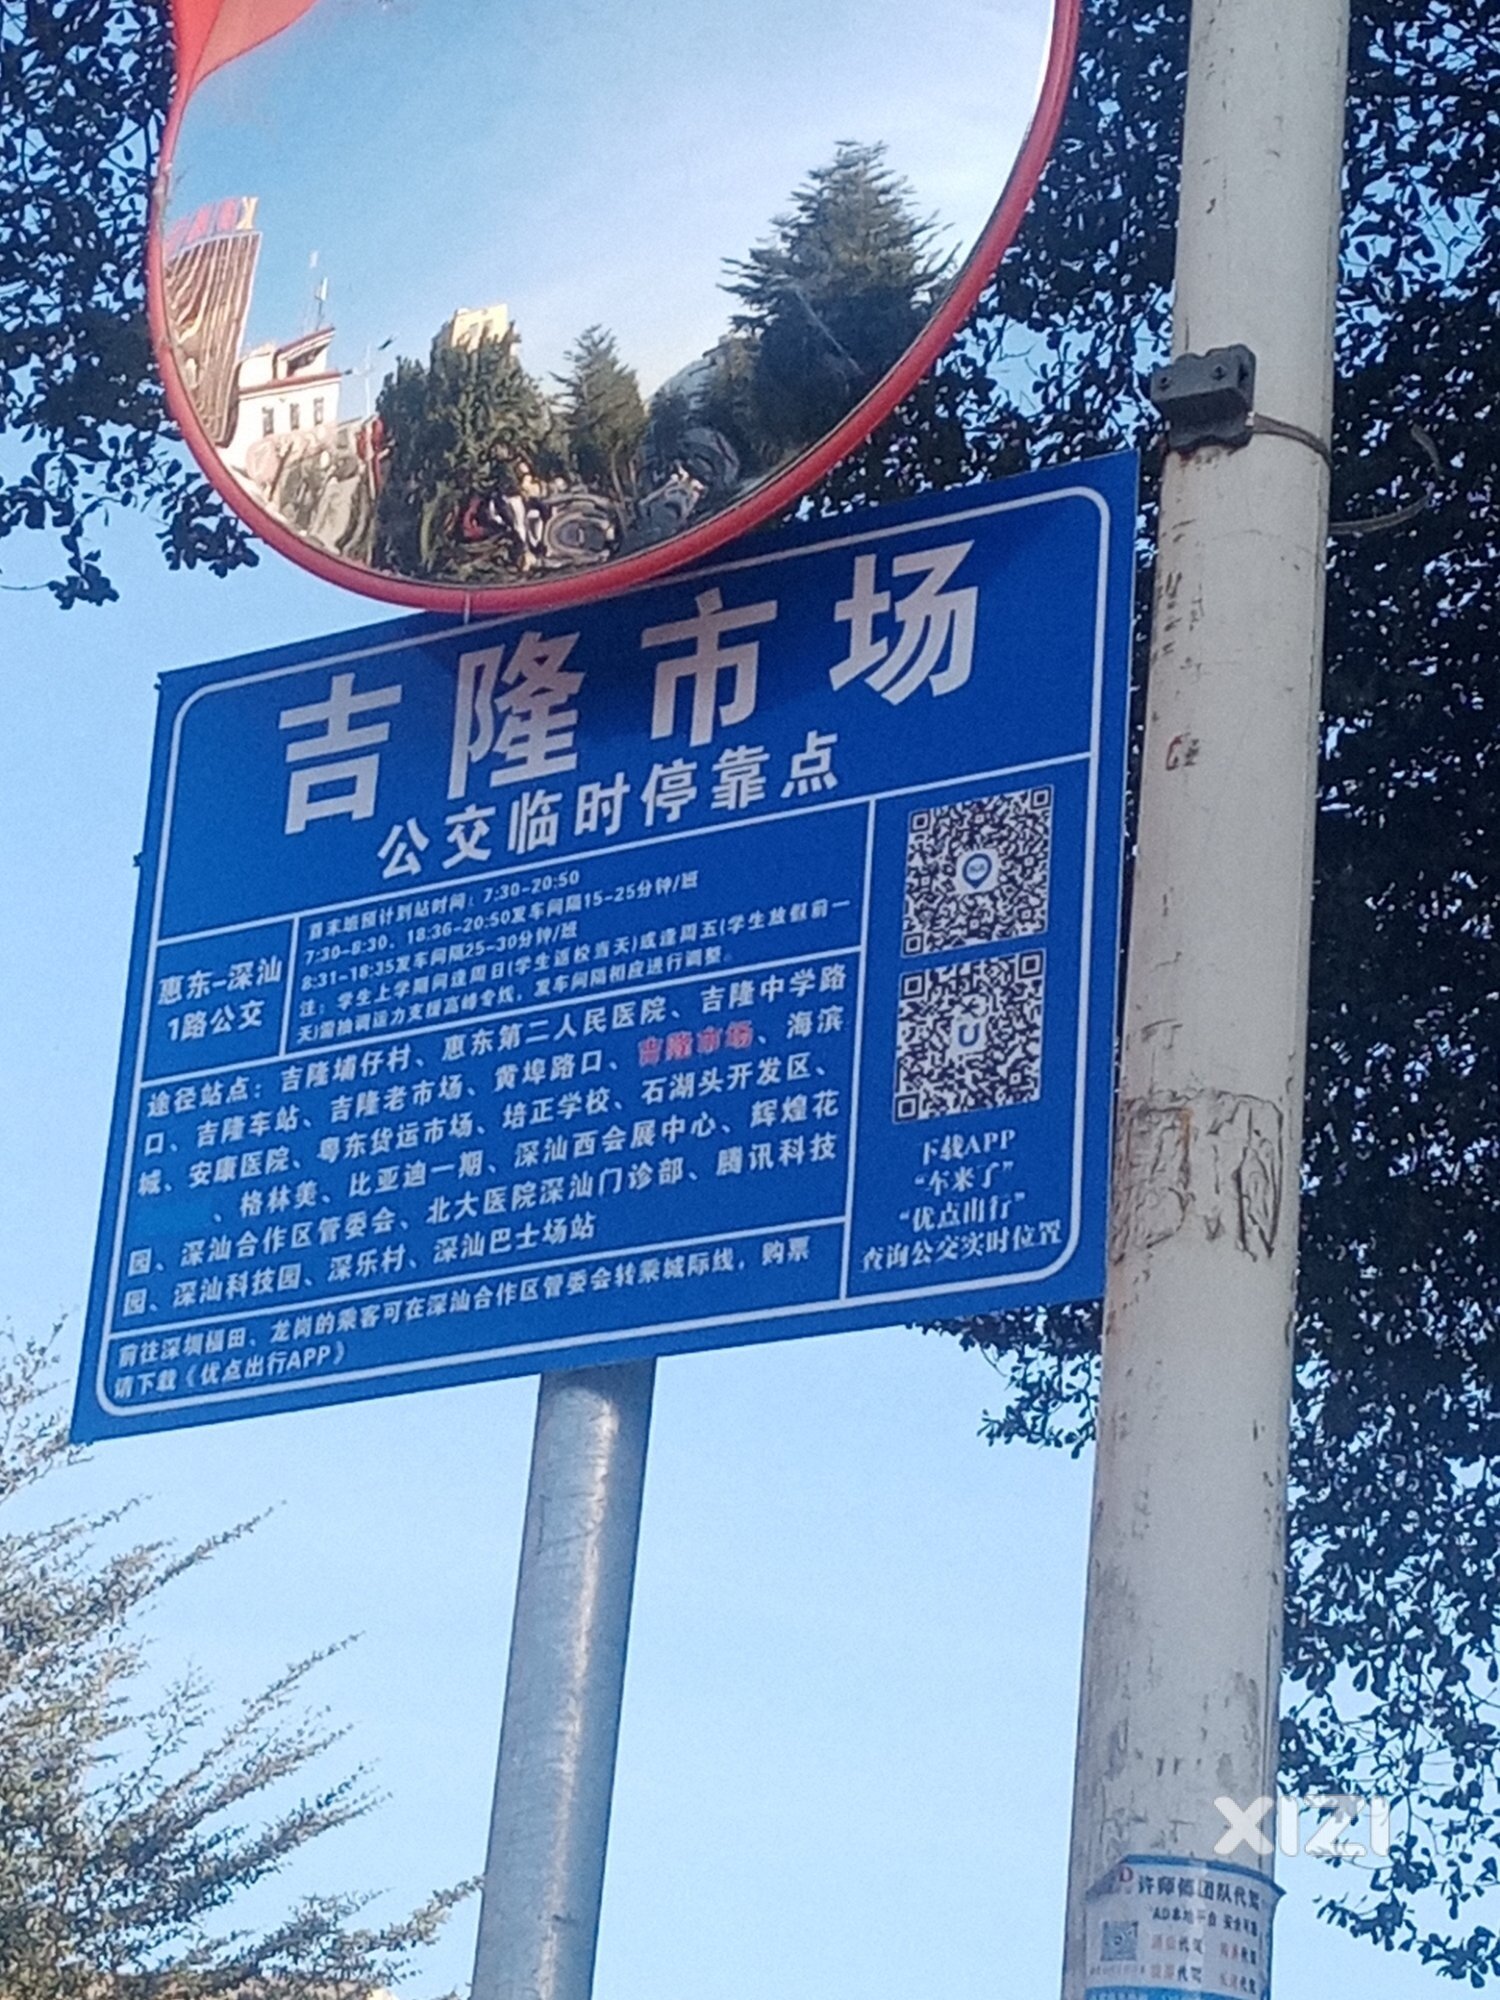 吉隆市场
公交临时停靠点
惠东-深汕
1路公交
首末班预计到站时间：7:30-20:50
7:30-8:30、18:36-20:50发车间隔15-25分钟/班
8:31-18:35发车间隔25-30分钟/班
注：学生上学期间逢周日(学生返校当天)或逢周五(学生放假前一
天)需抽调运力支援高峰专线，发车间隔相应进行调整。
途径站点：吉隆埔仔村、惠东第二人民医院、吉隆中学路
口、吉隆车站、吉隆老市场、黄埠路口、吉隆市场、海滨
城、安康医院、粤东货运市场、培正学校、石湖头开发区、
、格林美、比亚迪一期、深汕西会展中心、辉煌花
园、深汕合作区管委会、北大医院深汕门诊部、腾讯科技
园、深汕科技园、深乐村、深汕巴士场站
前往深圳福田、龙岗的乘客可在深汕合作区管委会转乘城际线，购票
请下载《优点出行APP》
下载APP
“车来了”
“优点出行”
查询公交实时位置
XIZI
许师傅团队代驾